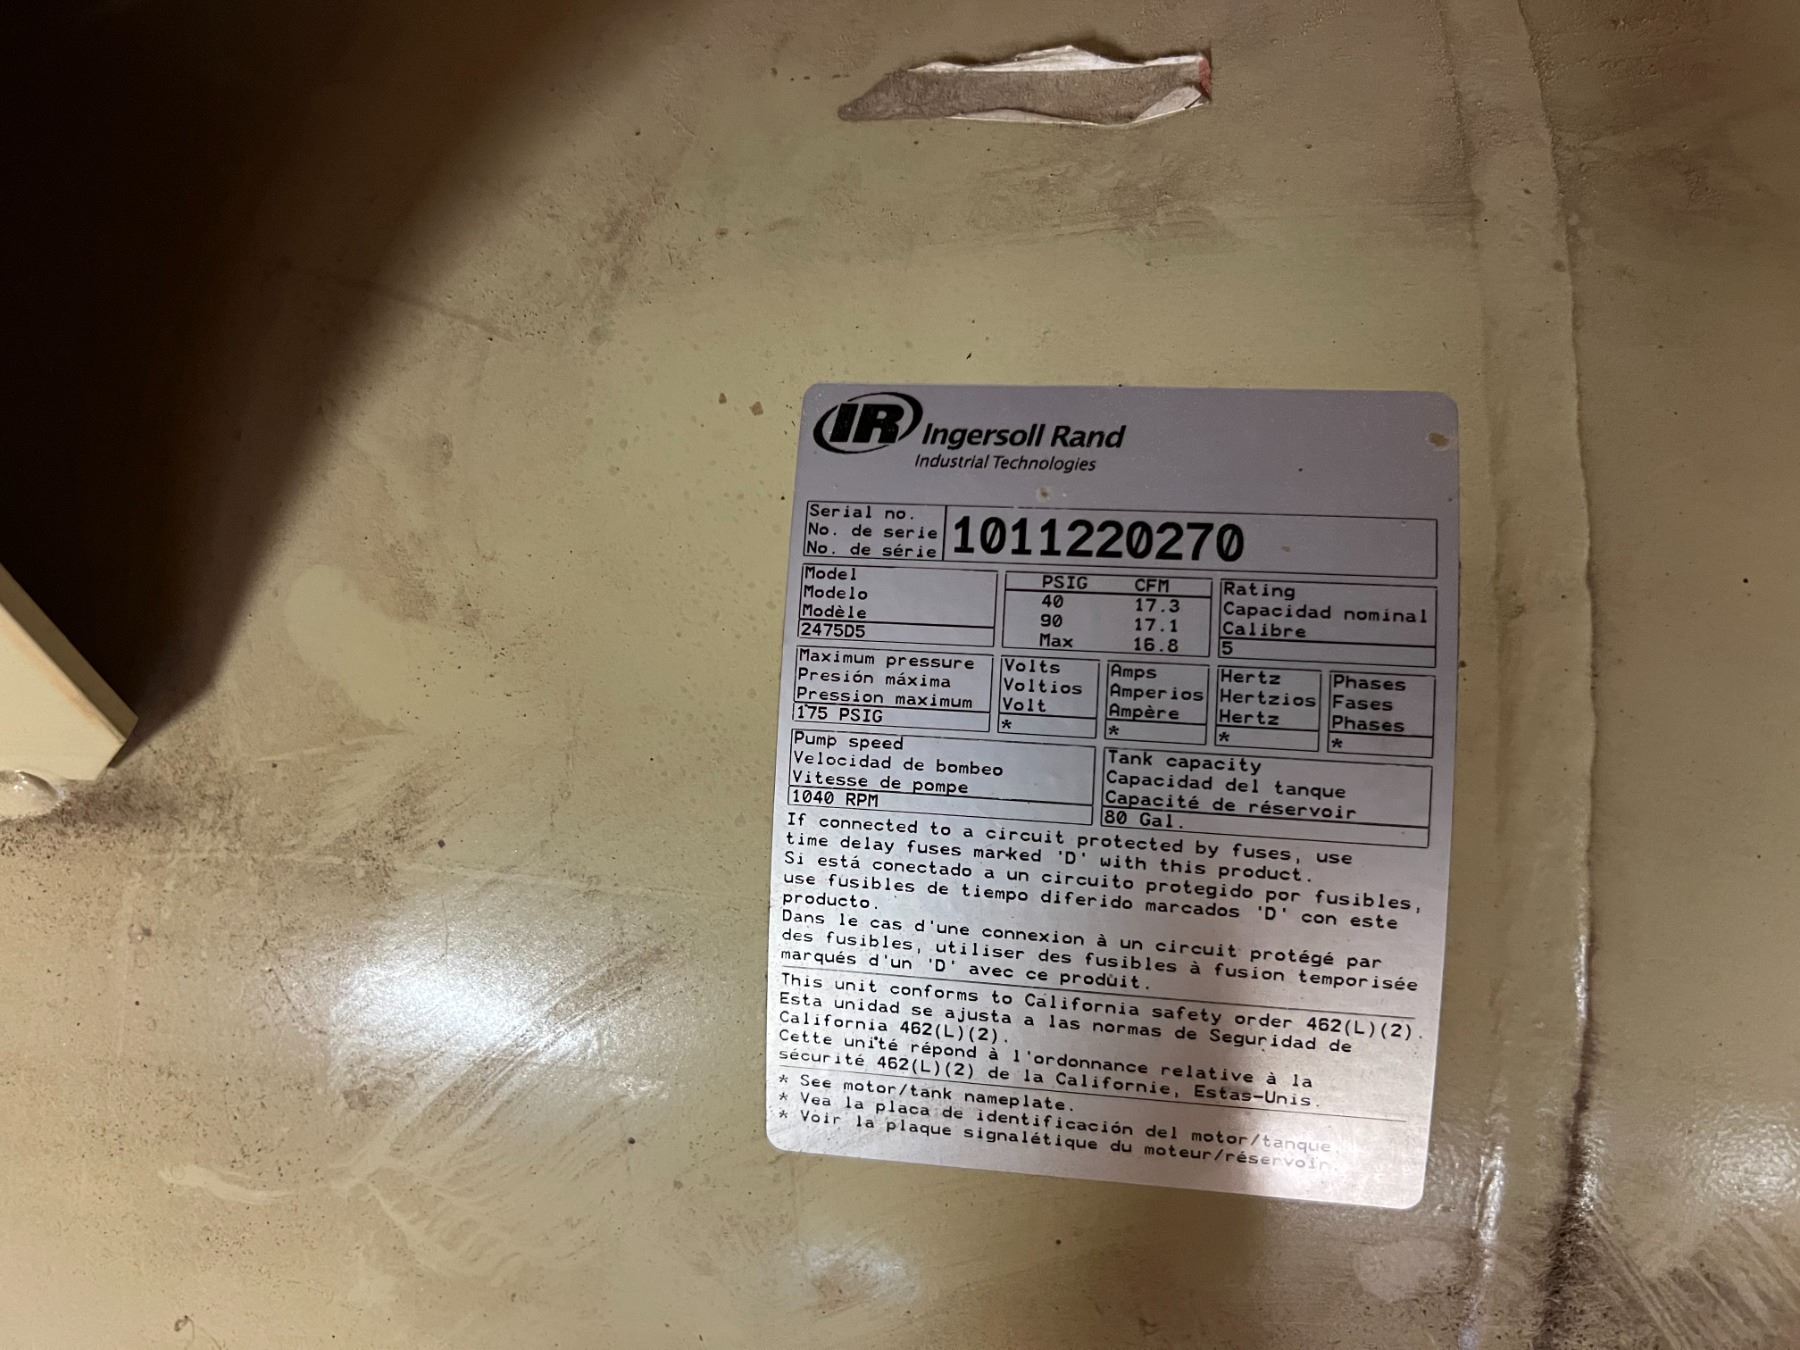 IR Ingersoll Rand
Industrial Technologies
Serial no.
No. de serie
No. de série
1011220270
Model
Modelo
Modèle
2475D5
PSIG CFM
40 17.3
90 17.1
Max 16.8
Rating
Capacidad nominal
Calibre
5
Maximum pressure
Presión máxima
Pression maximum
175 PSIG
Volts
Voltios
Volt
*
Amps
Amperios
Ampère
*
Hertz
Hertzios
Hertz
*
Phases
Fases
Phases
*
Pump speed
Velocidad de bombeo
Vitesse de pompe
1040 RPM
Tank capacity
Capacidad del tanque
Capacité de réservoir
80 Gal.
If connected to a circuit protected by fuses, use
time delay fuses marked 'D' with this product.
Si está conectado a un circuito protegido por fusibles,
use fusibles de tiempo diferido marcados 'D' con este
producto.
Dans le cas d'une connexion à un circuit protégé par
des fusibles, utiliser des fusibles à fusion temporisée
marqués d'un 'D' avec ce produit.
This unit conforms to California safety order 462(L)(2).
Esta unidad se ajusta a las normas de Seguridad de
California 462(L)(2).
Cette unité répond à l'ordonnance relative à la
sécurité 462(L)(2) de la Californie, Estas-Unis.
* See motor/tank nameplate.
* Vea la placa de identificación del motor/tanque
* Voir la plaque signalétique du moteur/réservoir.